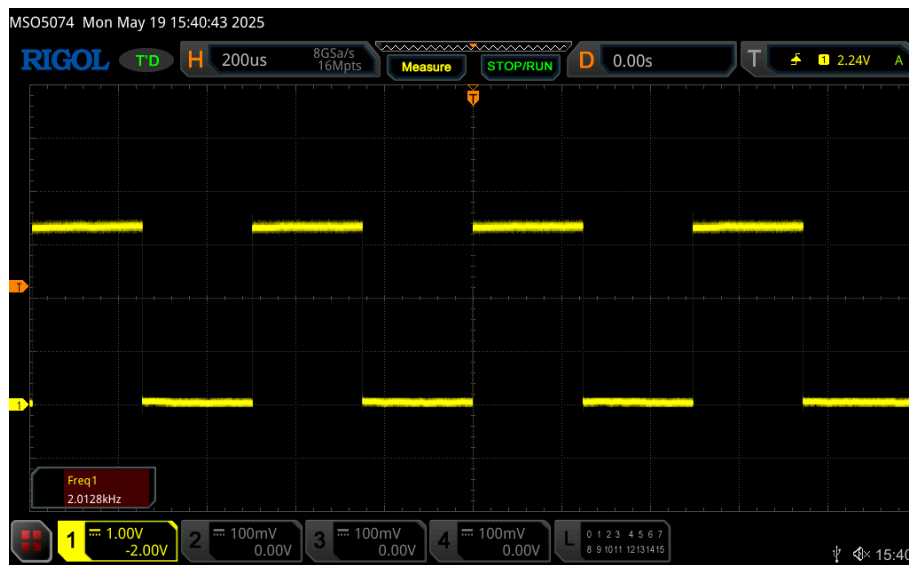 MSO5074 Mon May 19 15:40:43 2025
RIGOL T'D H 200us 8GSa/s 16Mpts Measure STOP/RUN D 0.00s T 1 2.24V A
T
T
1
Freq1
2.0128kHz
1 1.00V -2.00V 2 100mV 0.00V 3 100mV 0.00V 4 100mV 0.00V L 0 1 2 3 4 5 6 7
8 9 10 11 12 13 14 15
15:40